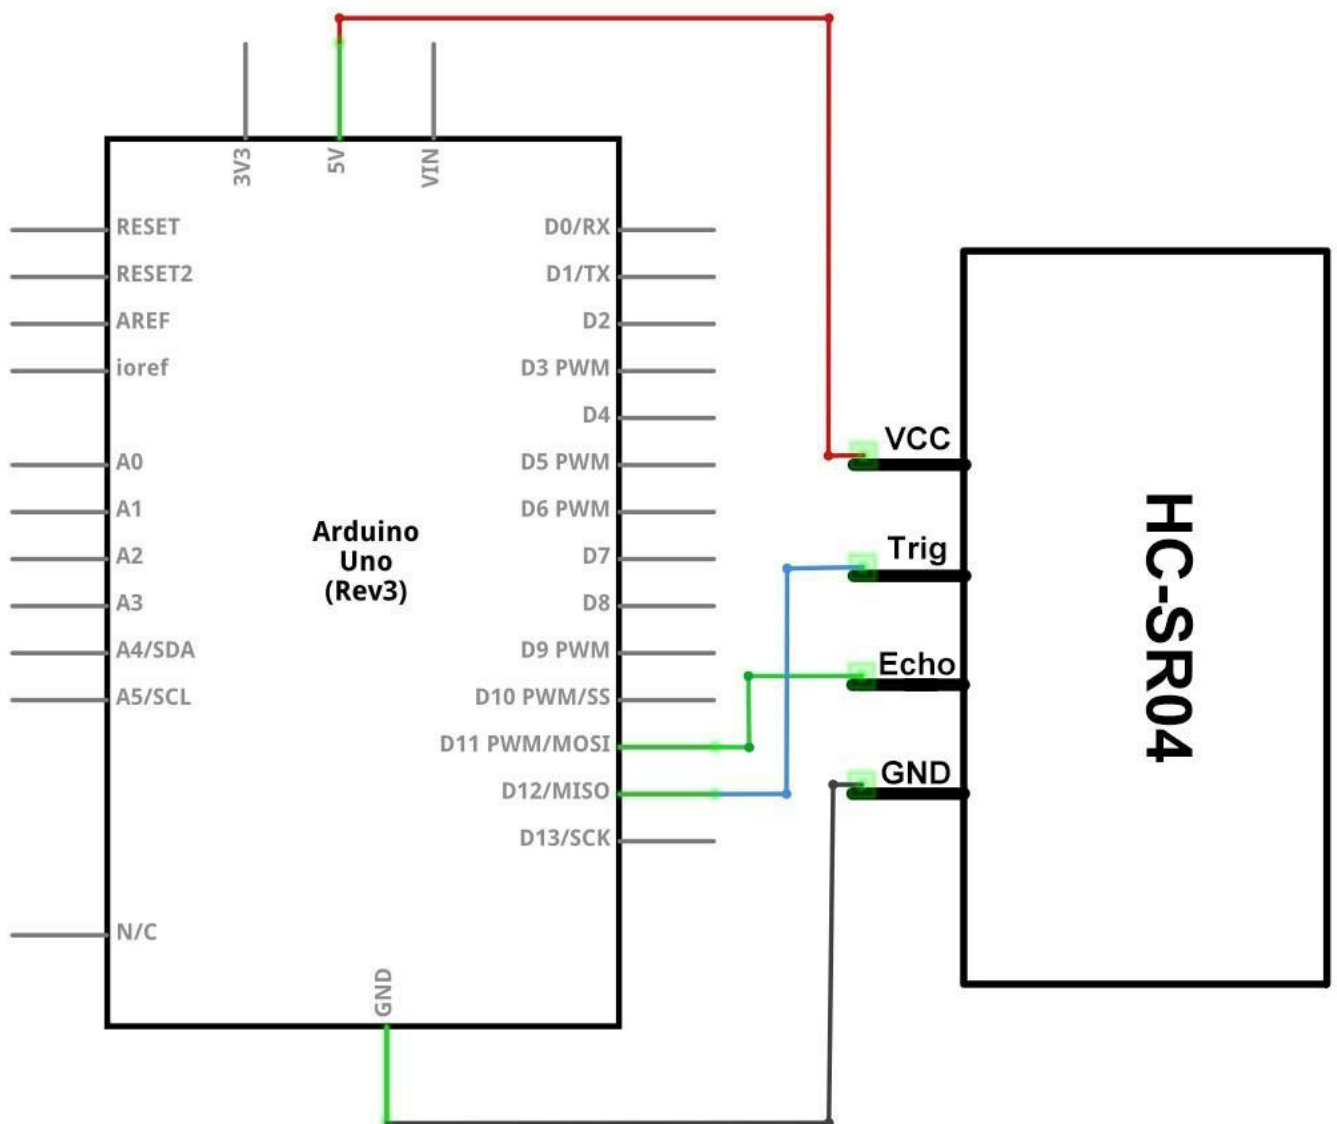 3V3
5V
VIN
RESET
RESET2
AREF
ioref
A0
A1
A2
A3
A4/SDA
A5/SCL
N/C
Arduino
Uno
(Rev3)
D0/RX
D1/TX
D2
D3 PWM
D4
D5 PWM
D6 PWM
D7
D8
D9 PWM
D10 PWM/SS
D11 PWM/MOSI
D12/MISO
D13/SCK
GND
VCC
Trig
Echo
GND
HC-SR04